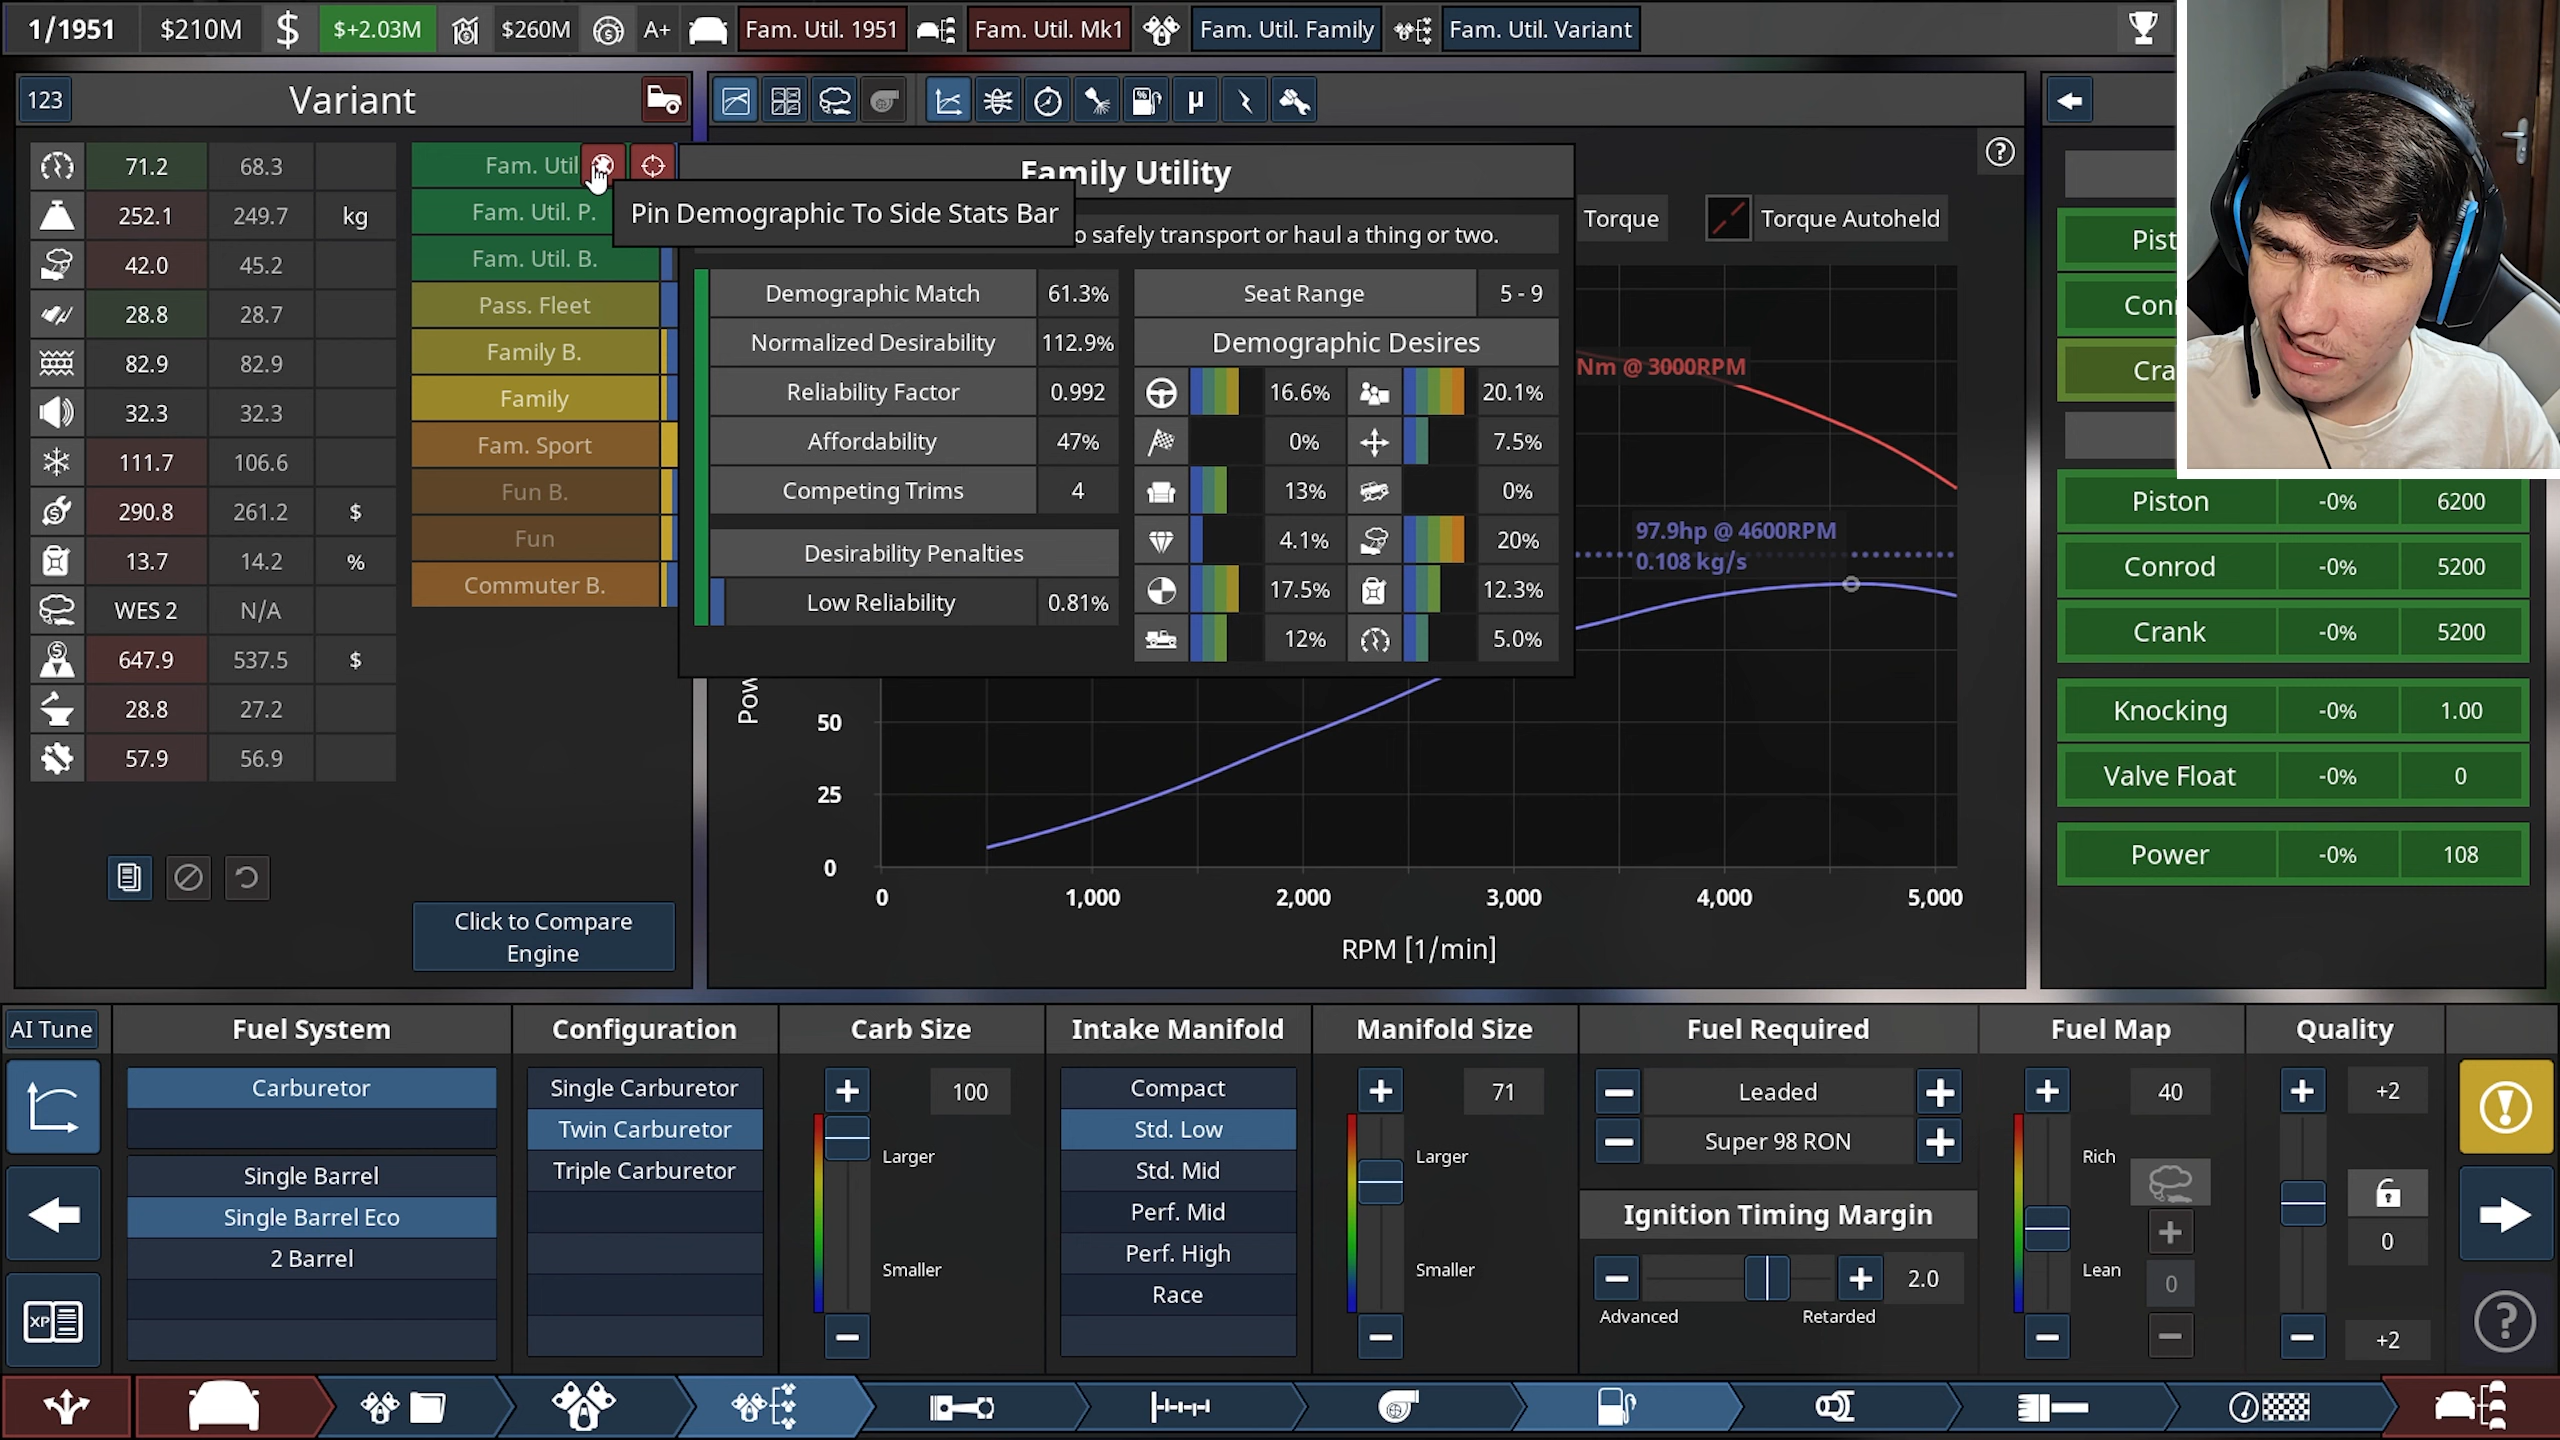 1/1951
$210M
$+2.03M
$260M
A+
Fam. Util. 1951
Fam. Util. Mk1
Fam. Util. Family
Fam. Util. Variant
123
Variant
71.2 68.3
252.1 249.7 kg
42.0 45.2
28.8 28.7
82.9 82.9
32.3 32.3
111.7 106.6
290.8 261.2 $
13.7 14.2 %
WES 2 N/A
647.9 537.5 $
28.8 27.2
57.9 56.9
Fam. Util
Fam. Util. P.
Fam. Util. B.
Pass. Fleet
Family B.
Family
Fam. Sport
Fun B.
Fun
Commuter B.
Click to Compare
Engine
Family Utility
Pin Demographic To Side Stats Bar
o safely transport or haul a thing or two.
Demographic Match 61.3%
Normalized Desirability 112.9%
Reliability Factor 0.992
Affordability 47%
Competing Trims 4
Desirability Penalties
Low Reliability 0.81%
Seat Range 5 - 9
Demographic Desires
16.6% 20.1%
0% 7.5%
13% 0%
4.1% 20%
17.5% 12.3%
12% 5.0%
Torque
Torque Autoheld
Nm @ 3000RPM
97.9hp @ 4600RPM
0.108 kg/s
Pow
50
25
0
0 1,000 2,000 3,000 4,000 5,000
RPM [1/min]
Pist
Con
Cra
Piston -0% 6200
Conrod -0% 5200
Crank -0% 5200
Knocking -0% 1.00
Valve Float -0% 0
Power -0% 108
AI Tune
Fuel System
Carburetor
Single Barrel
Single Barrel Eco
2 Barrel
Configuration
Single Carburetor
Twin Carburetor
Triple Carburetor
Carb Size
100
Larger
Smaller
Intake Manifold
Compact
Std. Low
Std. Mid
Perf. Mid
Perf. High
Race
Manifold Size
71
Larger
Smaller
Fuel Required
Leaded
Super 98 RON
Ignition Timing Margin
2.0
Advanced
Retarded
Fuel Map
40
Rich
Lean
0
Quality
+2
0
+2
XP